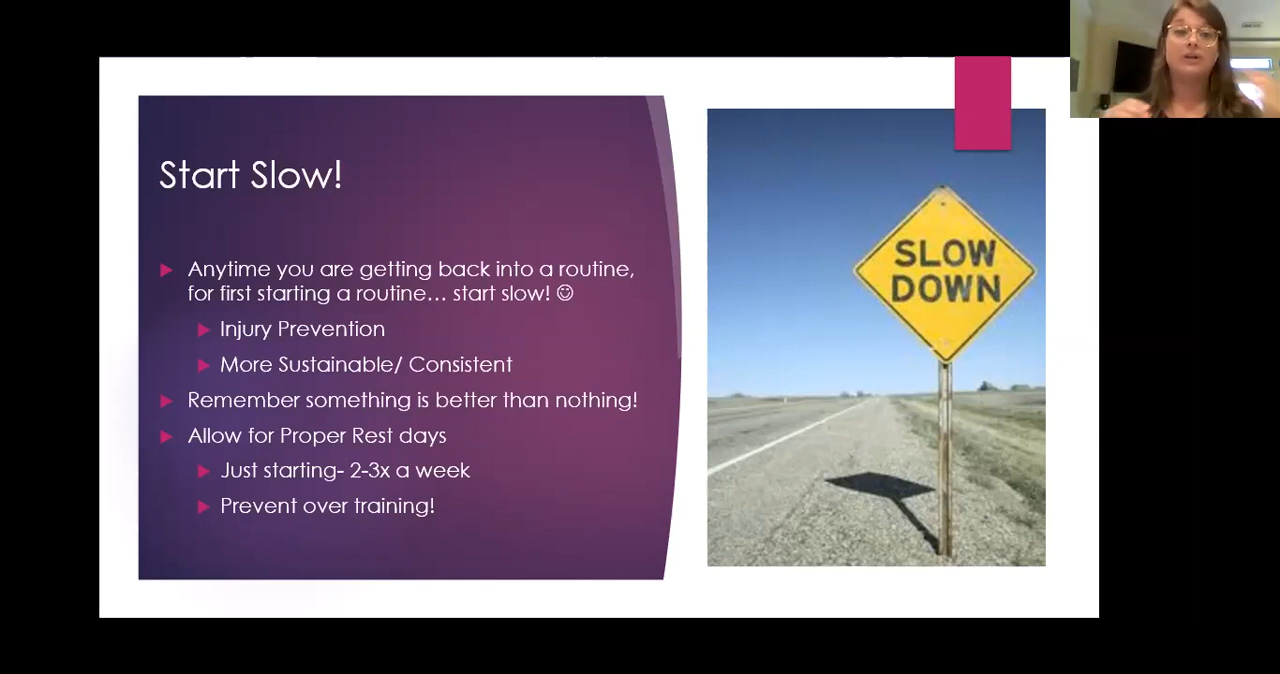 Start Slow!
Anytime you are getting back into a routine,
for first starting a routine... start slow! ☺
Injury Prevention
More Sustainable/ Consistent
Remember something is better than nothing!
Allow for Proper Rest days
Just starting- 2-3x a week
Prevent over training!
SLOW
DOWN